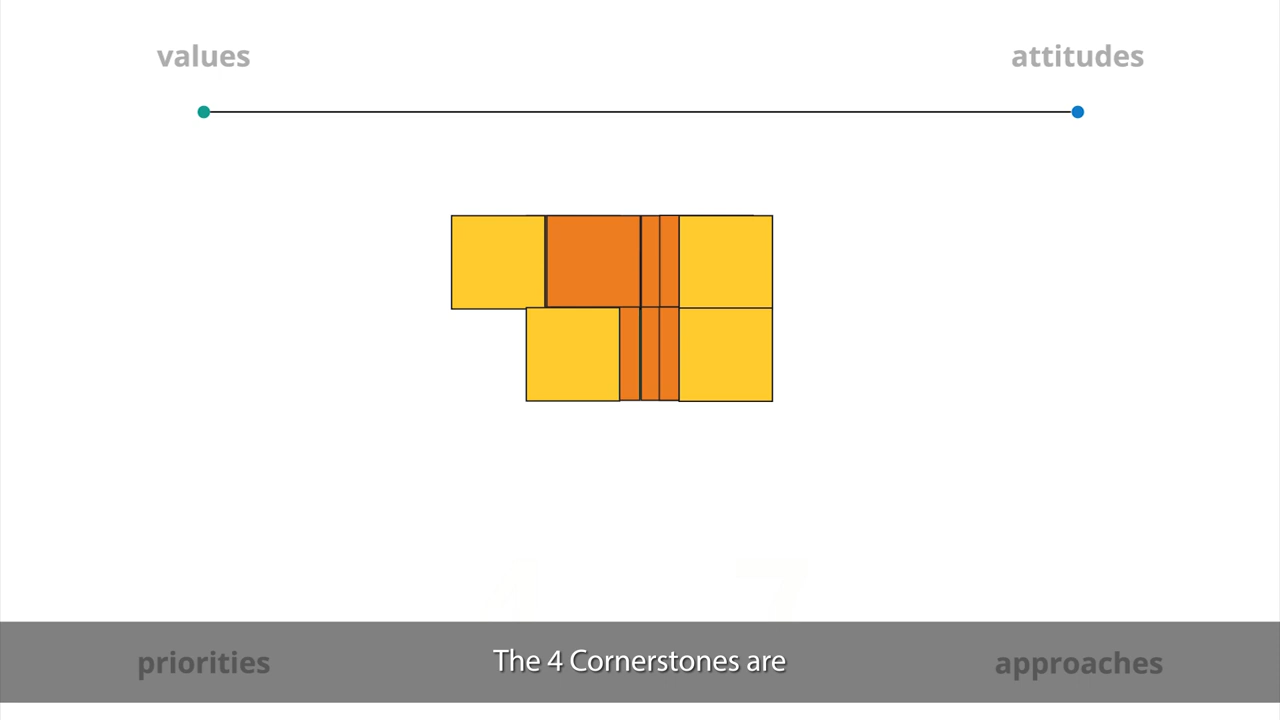 values
attitudes
priorities
The 4 Cornerstones are
approaches